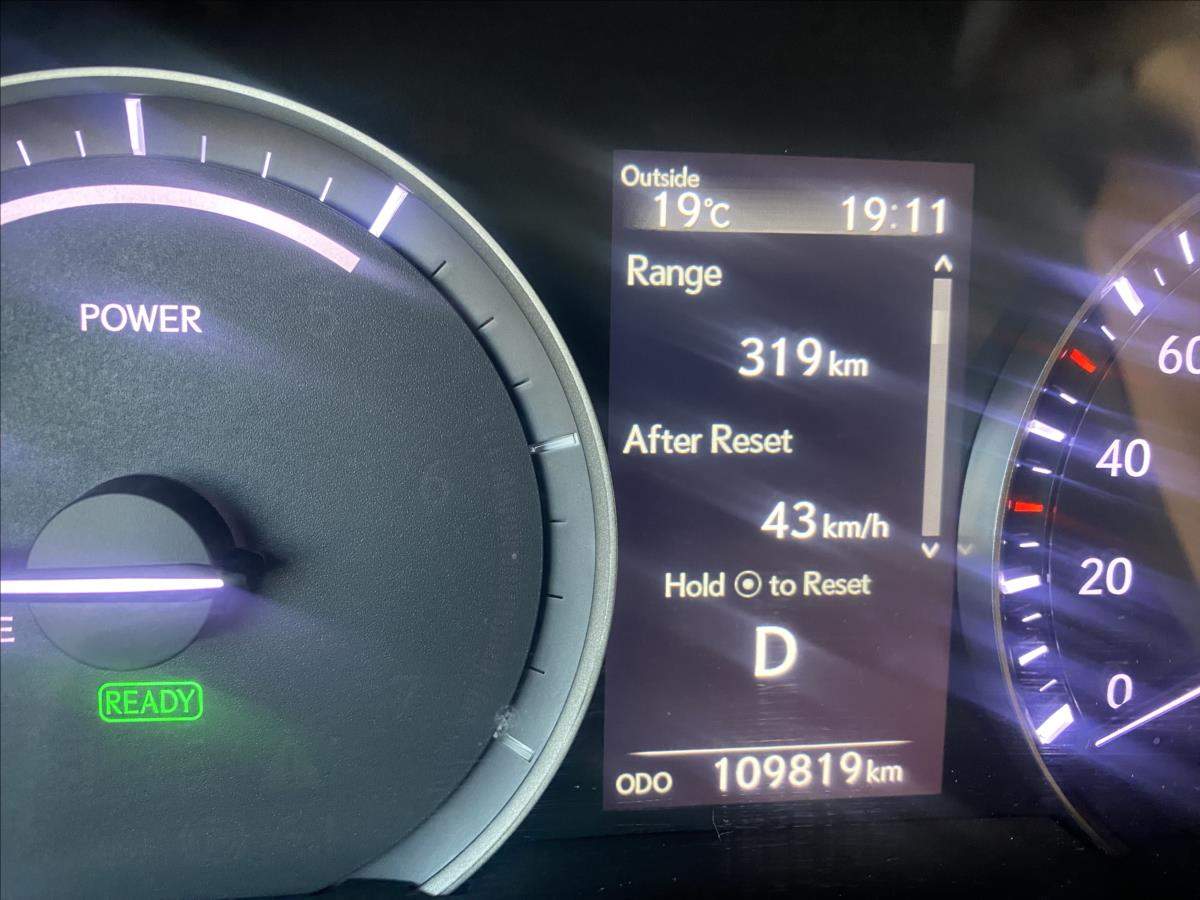 Outside
19°C 19:11
Range
319 km
After Reset
43 km/h
Hold ⊙ to Reset
D
ODO 109819 km
POWER
E
READY
60
40
20
0